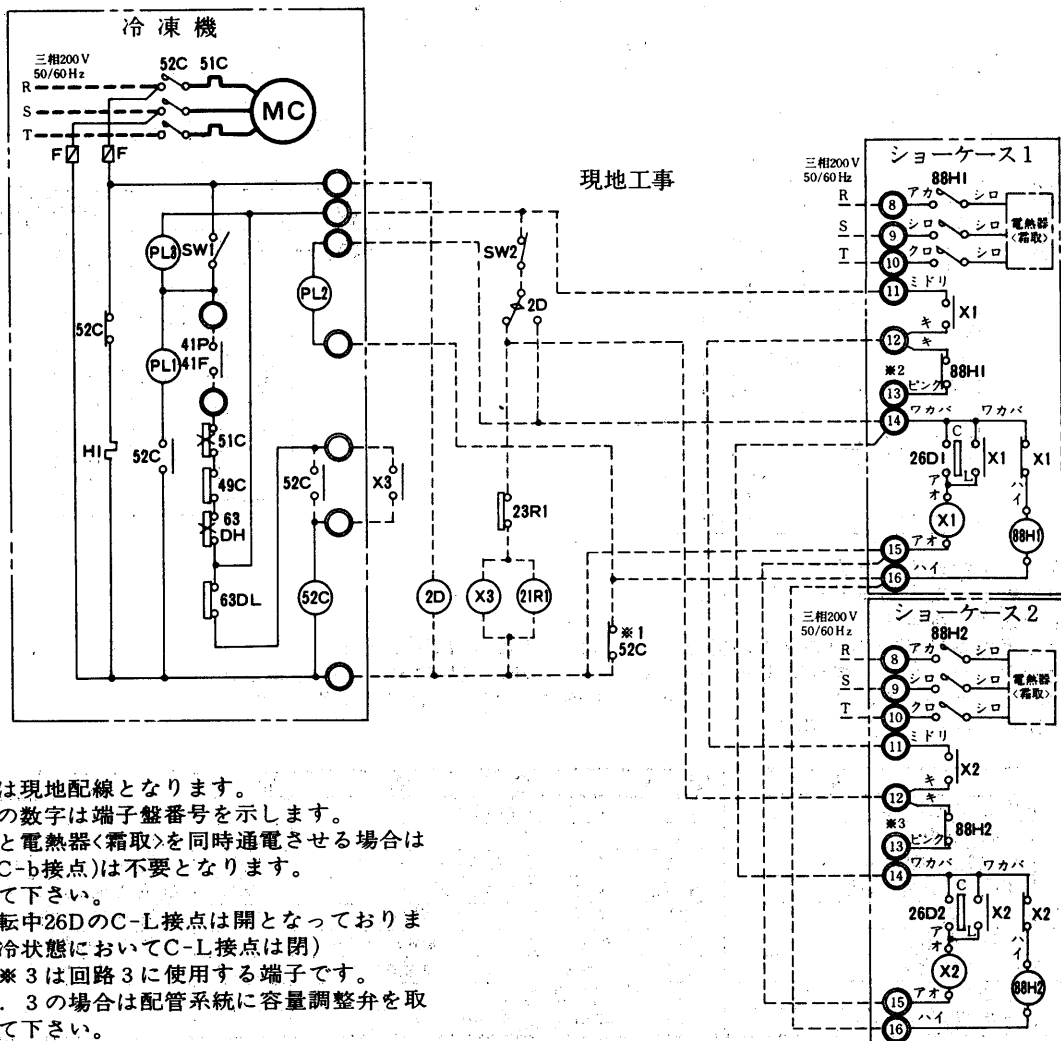 冷凍機
三相200V
50/60Hz
52C 51C
R
S
T
MC
F F
PL3 SW1
PL2
52C
41P
41F
PL1
51C
H1
52C
49C
52C
X3
63
DH
63DL
52C
現地工事
SW2
2D
23R1
2D
X3
21R1
※1
52C
ショーケース1
三相200V
50/60Hz
88H1
R 8 アカ シロ
S 9 シロ シロ
T 10 クロ シロ
電熱器
<霜取>
11 ミドリ
X1
キ
12 キ
88H1
※2
13 ピンク
14 ワカバ ワカバ
C
26D1 X1 X1
L
アオ
ハイ
X1
88H1
15 アオ
16 ハイ
ショーケース2
三相200V
50/60Hz
88H2
R 8 アカ シロ
S 9 シロ シロ
T 10 クロ シロ
電熱器
<霜取>
11 ミドリ
X2
キ
12 キ
88H2
※3
13 ピンク
14 ワカバ ワカバ
C
26D2 X2 X2
L
アオ
ハイ
X2
88H2
15 アオ
16 ハイ
は現地配線となります。
の数字は端子盤番号を示します。
と電熱器<霜取>を同時通電させる場合は
C-b接点)は不要となります。
て下さい。
転中26DのC-L接点は開となっておりま
冷状態においてC-L接点は閉)
※3は回路3に使用する端子です。
. 3の場合は配管系統に容量調整弁を取
て下さい。